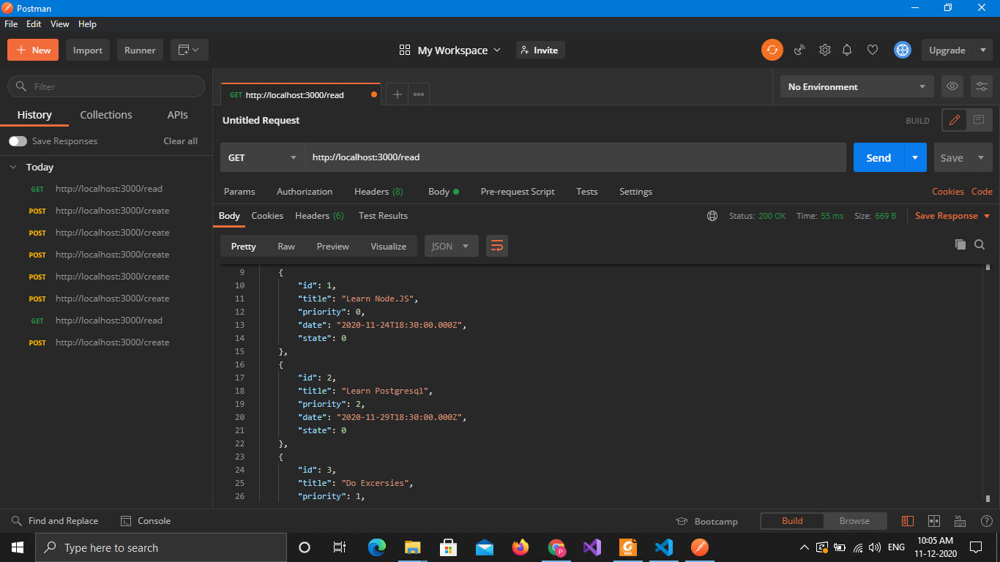 Postman
File Edit View Help
New Import Runner My Workspace Invite Upgrade
Filter
History Collections APIs
Save Responses Clear all
Today
GET http://localhost:3000/read
POST http://localhost:3000/create
POST http://localhost:3000/create
POST http://localhost:3000/create
POST http://localhost:3000/create
POST http://localhost:3000/create
GET http://localhost:3000/read
POST http://localhost:3000/create
GET http://localhost:3000/read No Environment
Untitled Request BUILD
GET http://localhost:3000/read Send Save
Params Authorization Headers (8) Body Pre-request Script Tests Settings Cookies Code
Body Cookies Headers (6) Test Results Status: 200 OK Time: 55 ms Size: 669 B Save Response
Pretty Raw Preview Visualize JSON
9 {
10 "id": 1,
11 "title": "Learn Node.JS",
12 "priority": 0,
13 "date": "2020-11-24T18:30:00.000Z",
14 "state": 0
15 },
16 {
17 "id": 2,
18 "title": "Learn Postgresql",
19 "priority": 2,
20 "date": "2020-11-29T18:30:00.000Z",
21 "state": 0
22 },
23 {
24 "id": 3,
25 "title": "Do Excersies",
26 "priority": 1,
Find and Replace Console Bootcamp Build Browse
Type here to search P PDF ENG 10:05 AM
11-12-2020